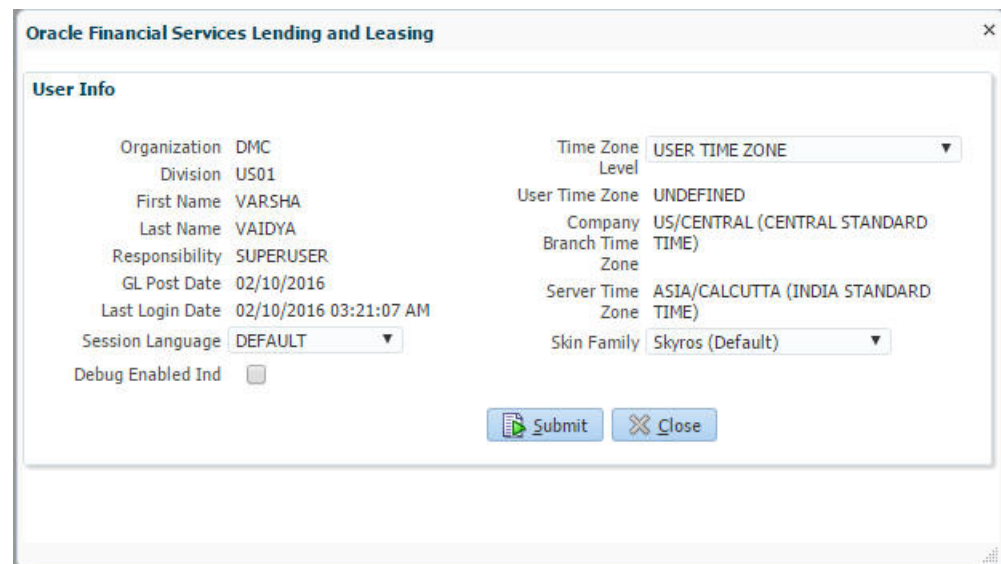 Oracle Financial Services Lending and Leasing
User Info
Organization DMC
Division US01
First Name VARSHA
Last Name VAIDYA
Responsibility SUPERUSER
GL Post Date 02/10/2016
Last Login Date 02/10/2016 03:21:07 AM
Session Language DEFAULT
Debug Enabled Ind
Time Zone USER TIME ZONE
Level
User Time Zone UNDEFINED
Company US/CENTRAL (CENTRAL STANDARD
Branch Time TIME)
Zone
Server Time ASIA/CALCUTTA (INDIA STANDARD
Zone TIME)
Skin Family Skyros (Default)
Submit Close